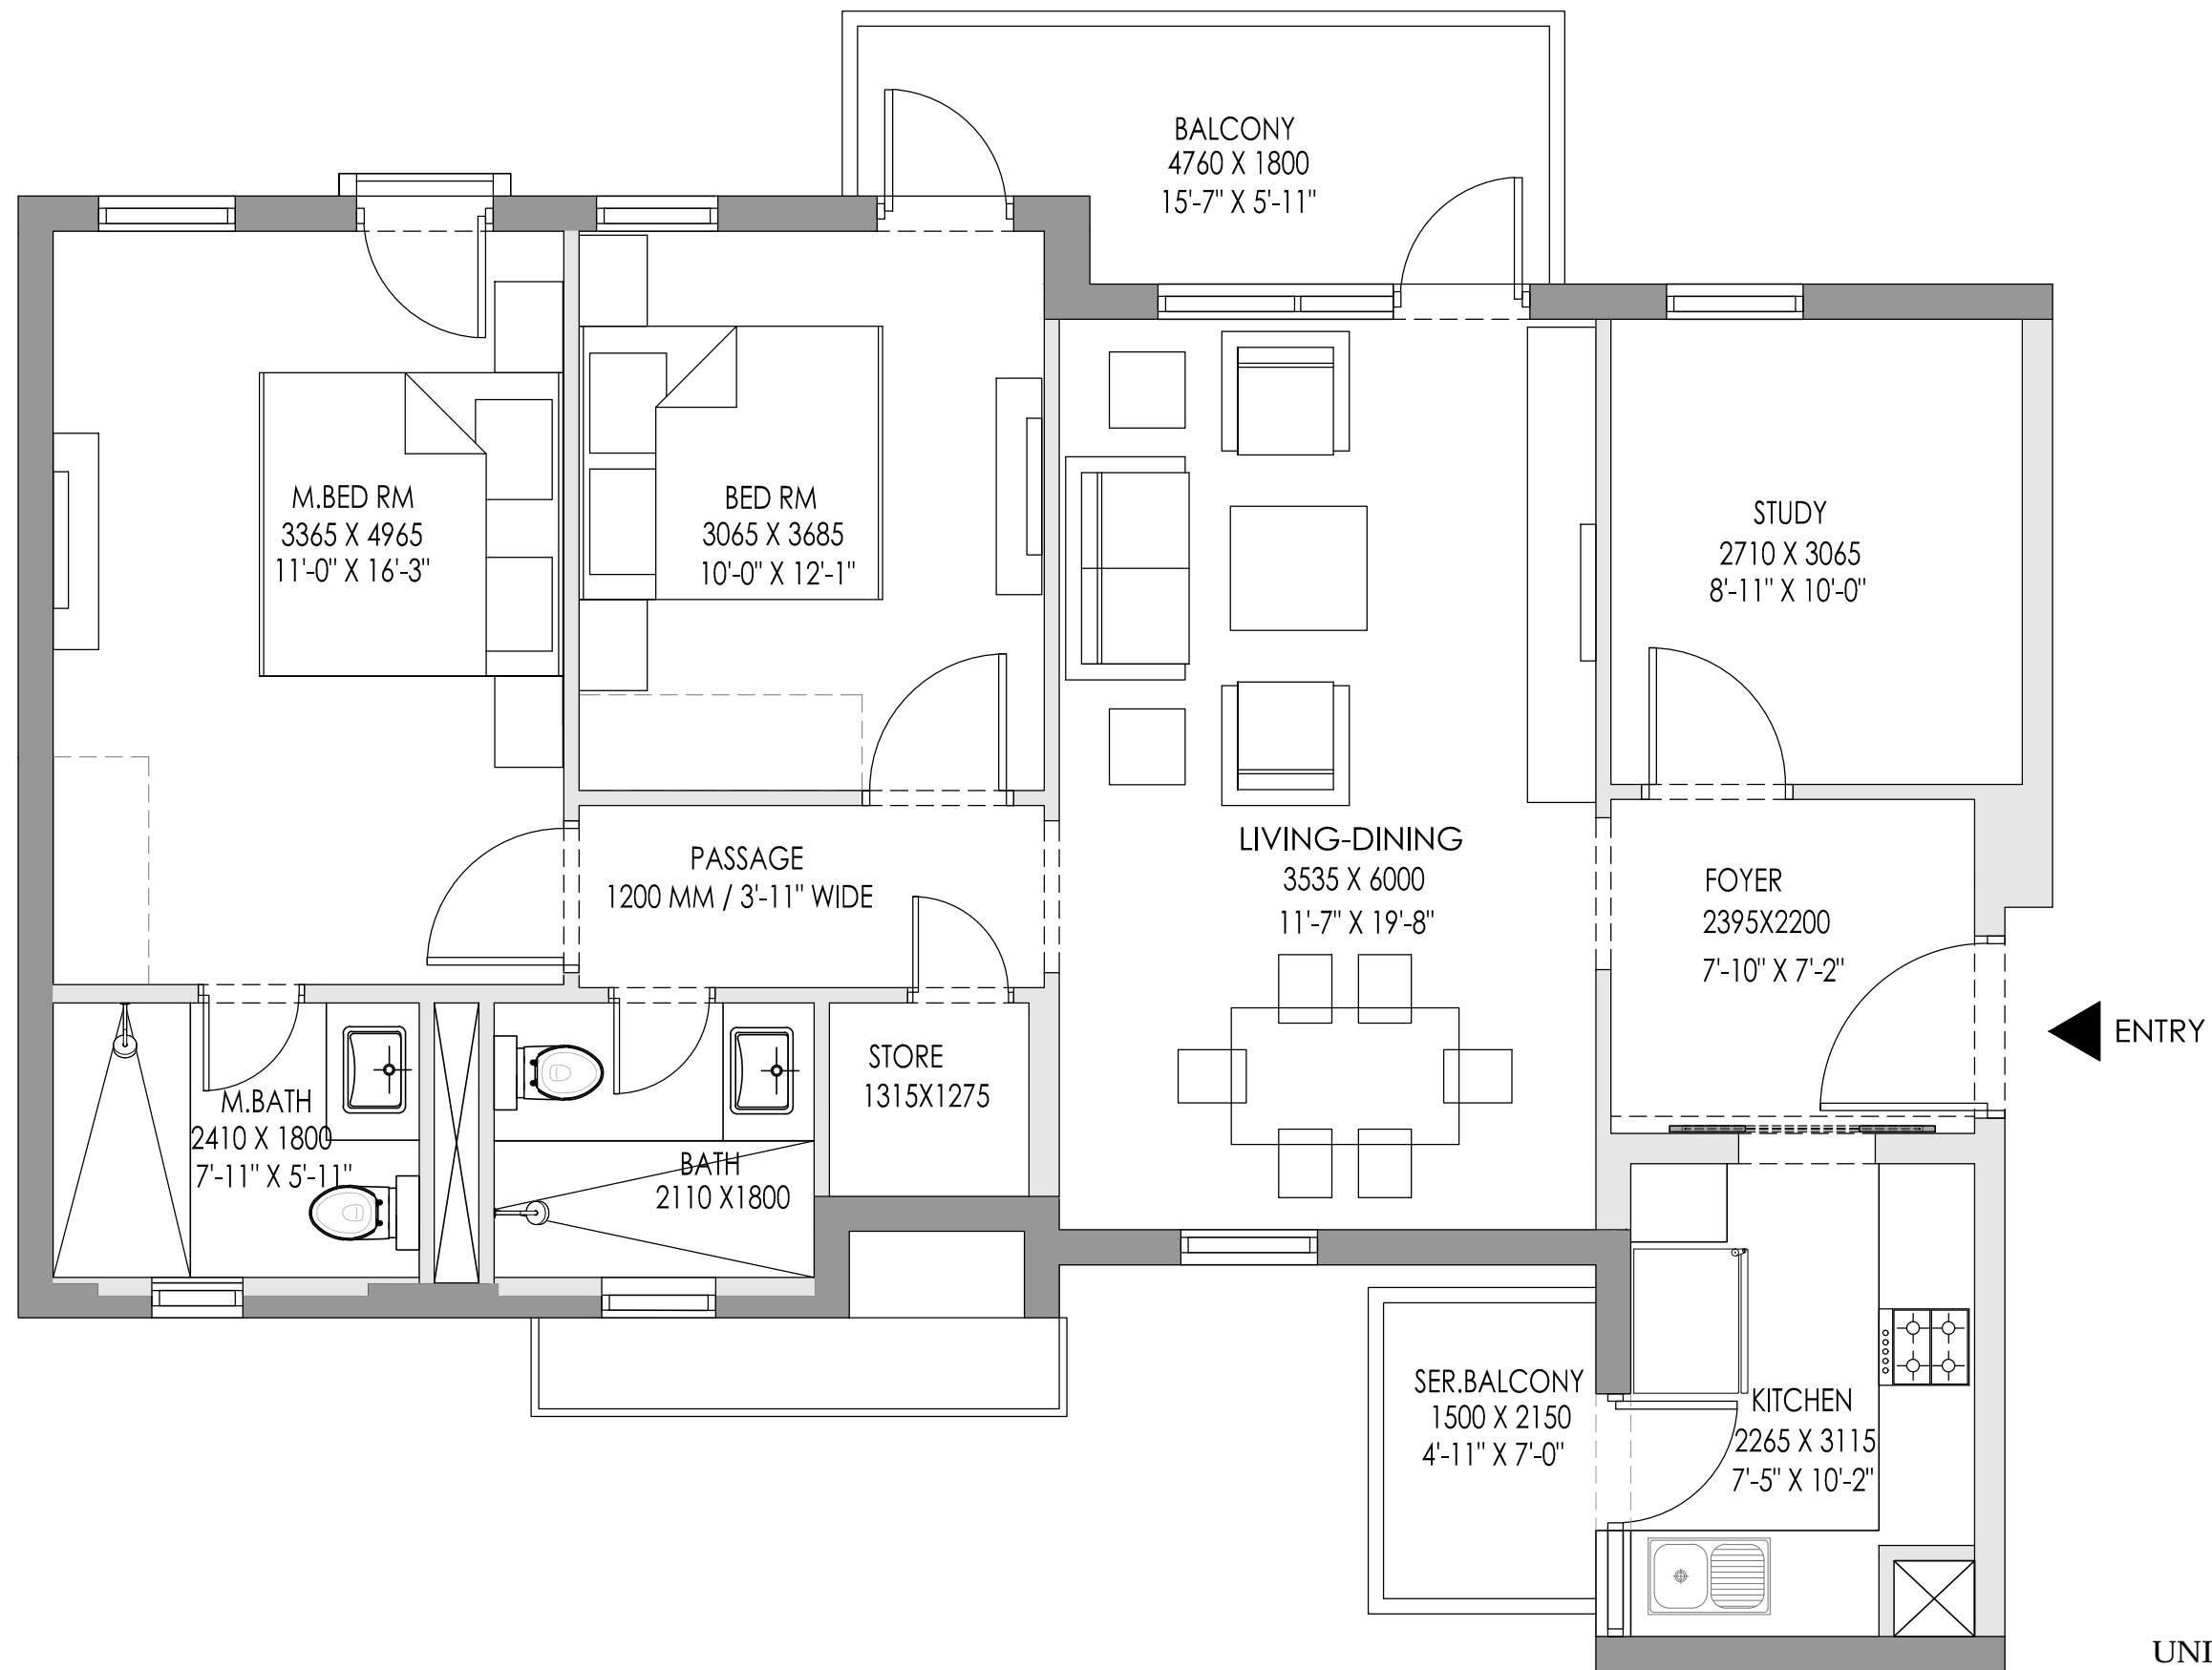 BALCONY
4760 X 1800
15'-7" X 5'-11"
M.BED RM
3365 X 4965
11'-0" X 16'-3"
BED RM
3065 X 3685
10'-0" X 12'-1"
STUDY
2710 X 3065
8'-11" X 10'-0"
PASSAGE
1200 MM / 3'-11" WIDE
LIVING-DINING
3535 X 6000
11'-7" X 19'-8"
FOYER
2395X2200
7'-10" X 7'-2"
ENTRY
M.BATH
2410 X 1800
7'-11" X 5'-11"
BATH
2110 X1800
STORE
1315X1275
SER.BALCONY
1500 X 2150
4'-11" X 7'-0"
KITCHEN
2265 X 3115
7'-5" X 10'-2"
UNI